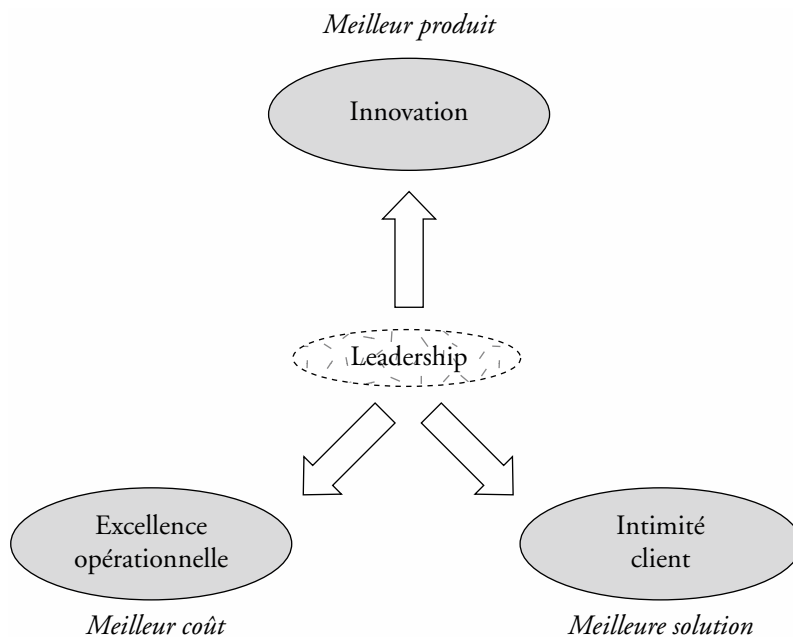 Meilleur produit
Innovation
Leadership
Excellence
opérationnelle
Intimité
client
Meilleur coût
Meilleure solution